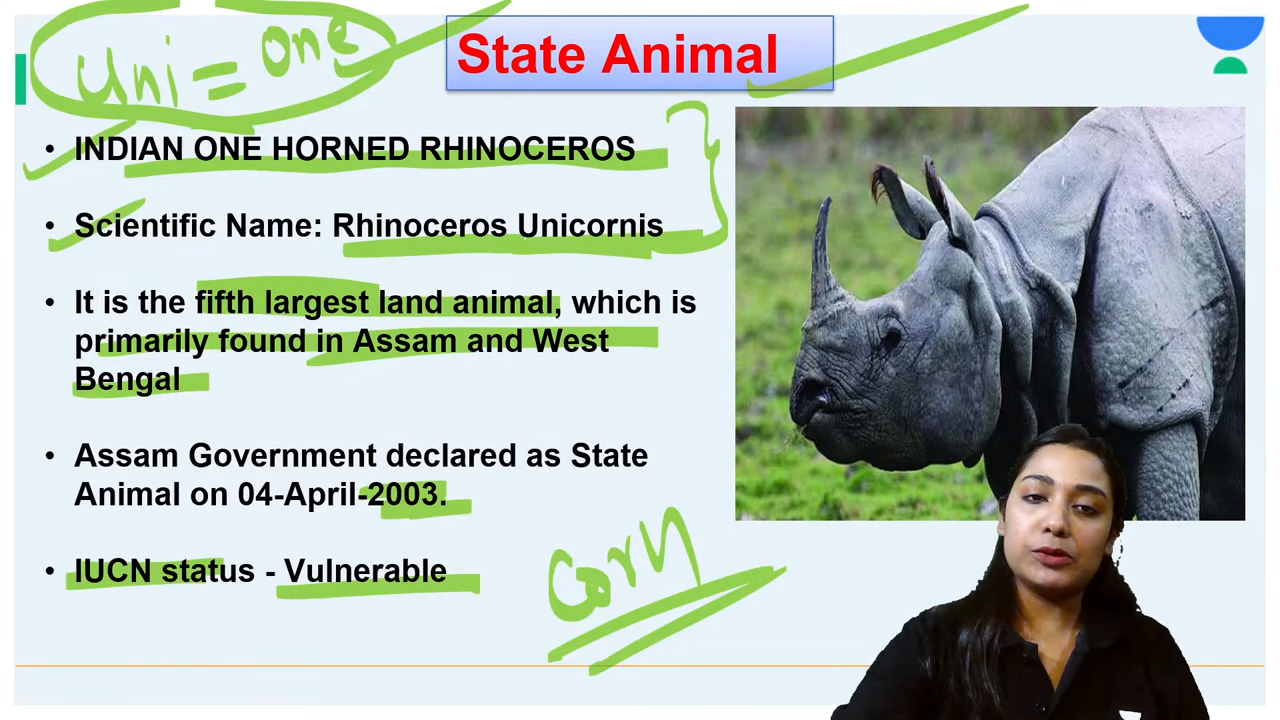 Uni = one
State Animal
• INDIAN ONE HORNED RHINOCEROS
• Scientific Name: Rhinoceros Unicornis
• It is the fifth largest land animal, which is
primarily found in Assam and West
Bengal
• Assam Government declared as State
Animal on 04-April-2003.
• IUCN status - Vulnerable
Corn